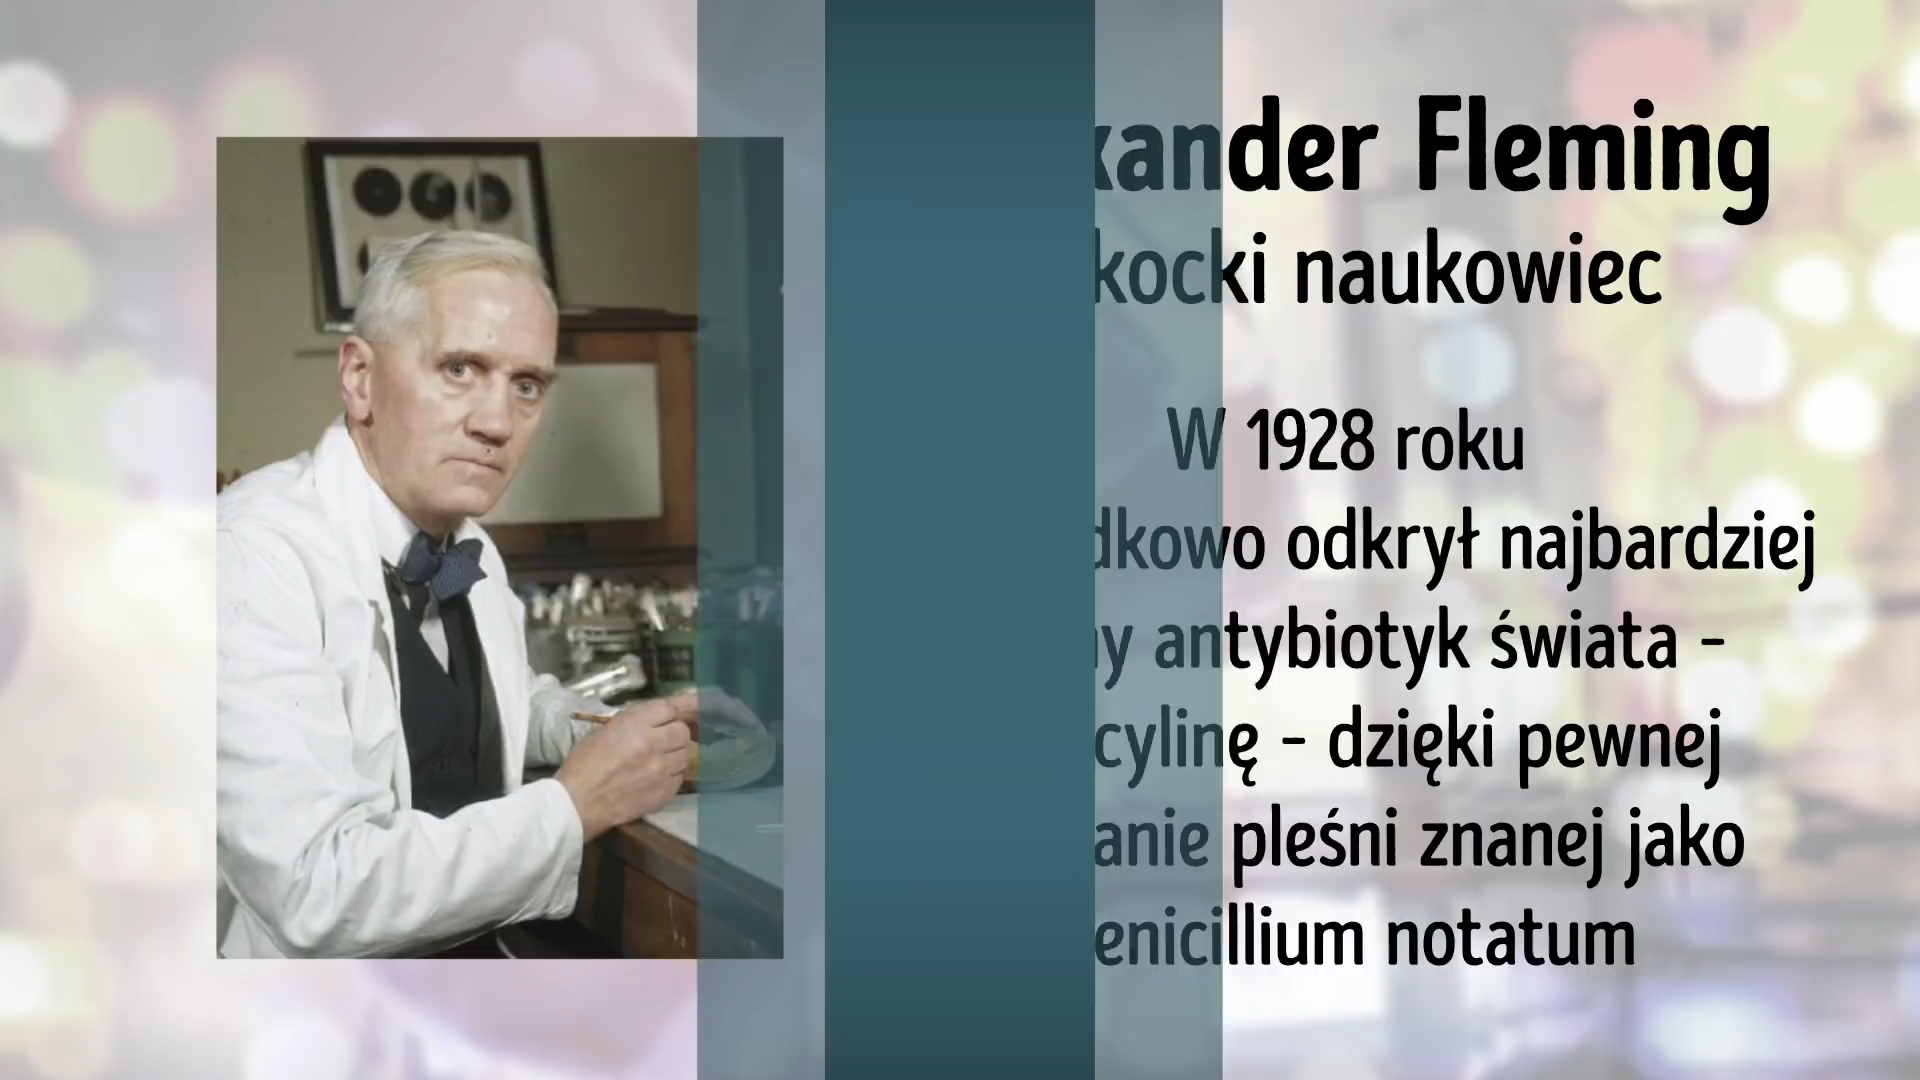 xander Fleming
kocki naukowiec
W 1928 roku
dkowo odkrył najbardziej
ny antybiotyk świata -
cylinę - dzięki pewnej
anie pleśni znanej jako
enicillium notatum